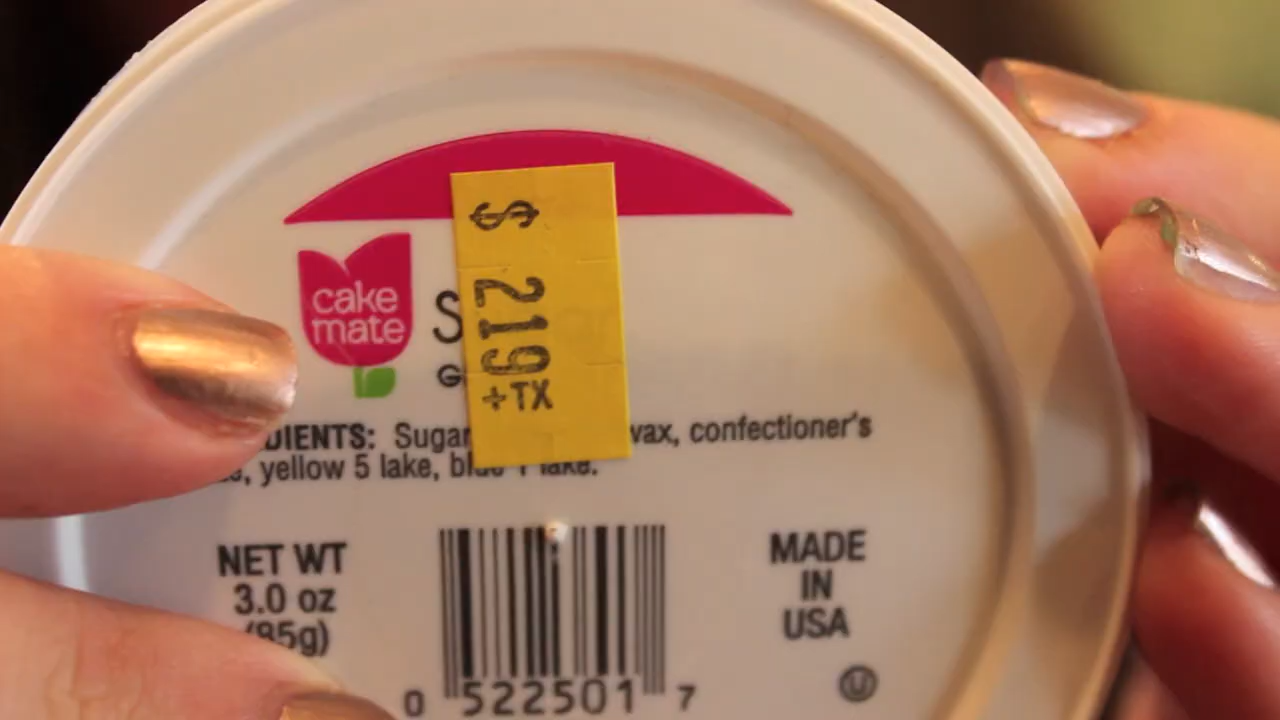 $ 219 +TX
cake
mate
DIENTS: Sugar wax, confectioner's
yellow 5 lake, blue 1 lake.
NET WT
3.0 oz
(85g)
MADE
IN
USA
U
0 522501 7